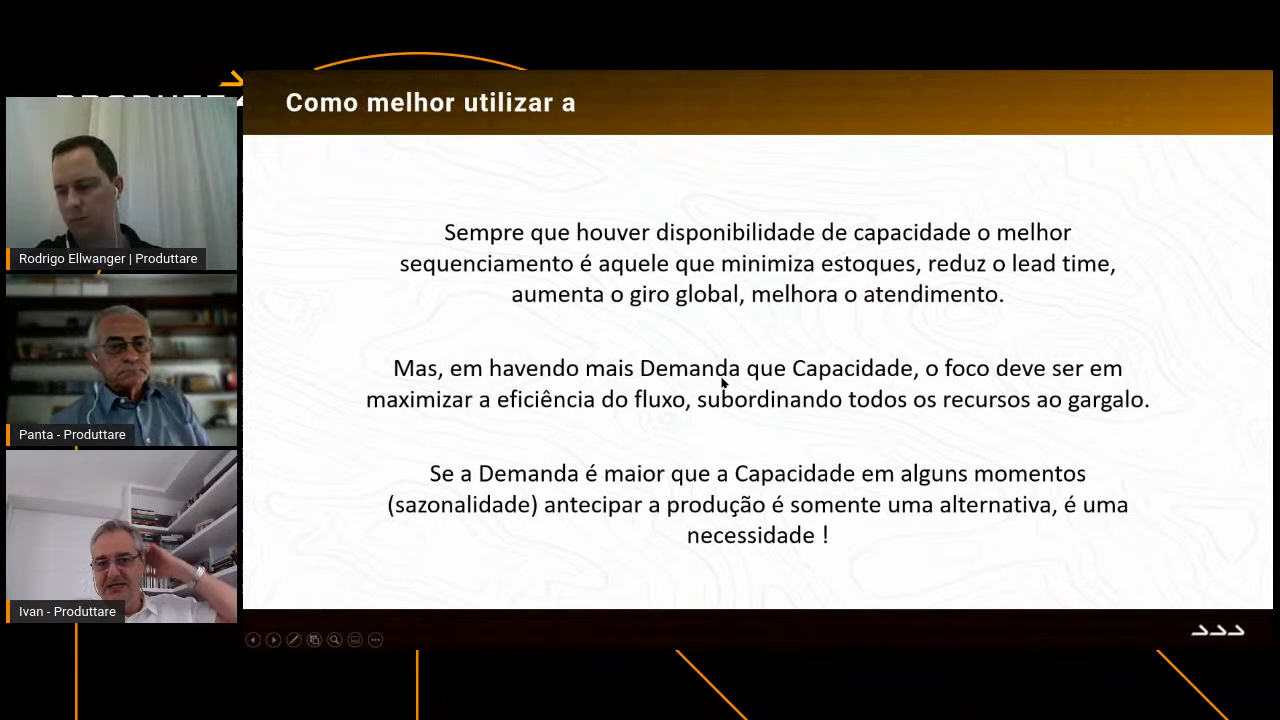 Como melhor utilizar a
Sempre que houver disponibilidade de capacidade o melhor
sequenciamento é aquele que minimiza estoques, reduz o lead time,
aumenta o giro global, melhora o atendimento.
Mas, em havendo mais Demanda que Capacidade, o foco deve ser em
maximizar a eficiência do fluxo, subordinando todos os recursos ao gargalo.
Se a Demanda é maior que a Capacidade em alguns momentos
(sazonalidade) antecipar a produção é somente uma alternativa, é uma
necessidade !
Rodrigo Ellwanger | Produttare
Panta - Produttare
Ivan - Produttare